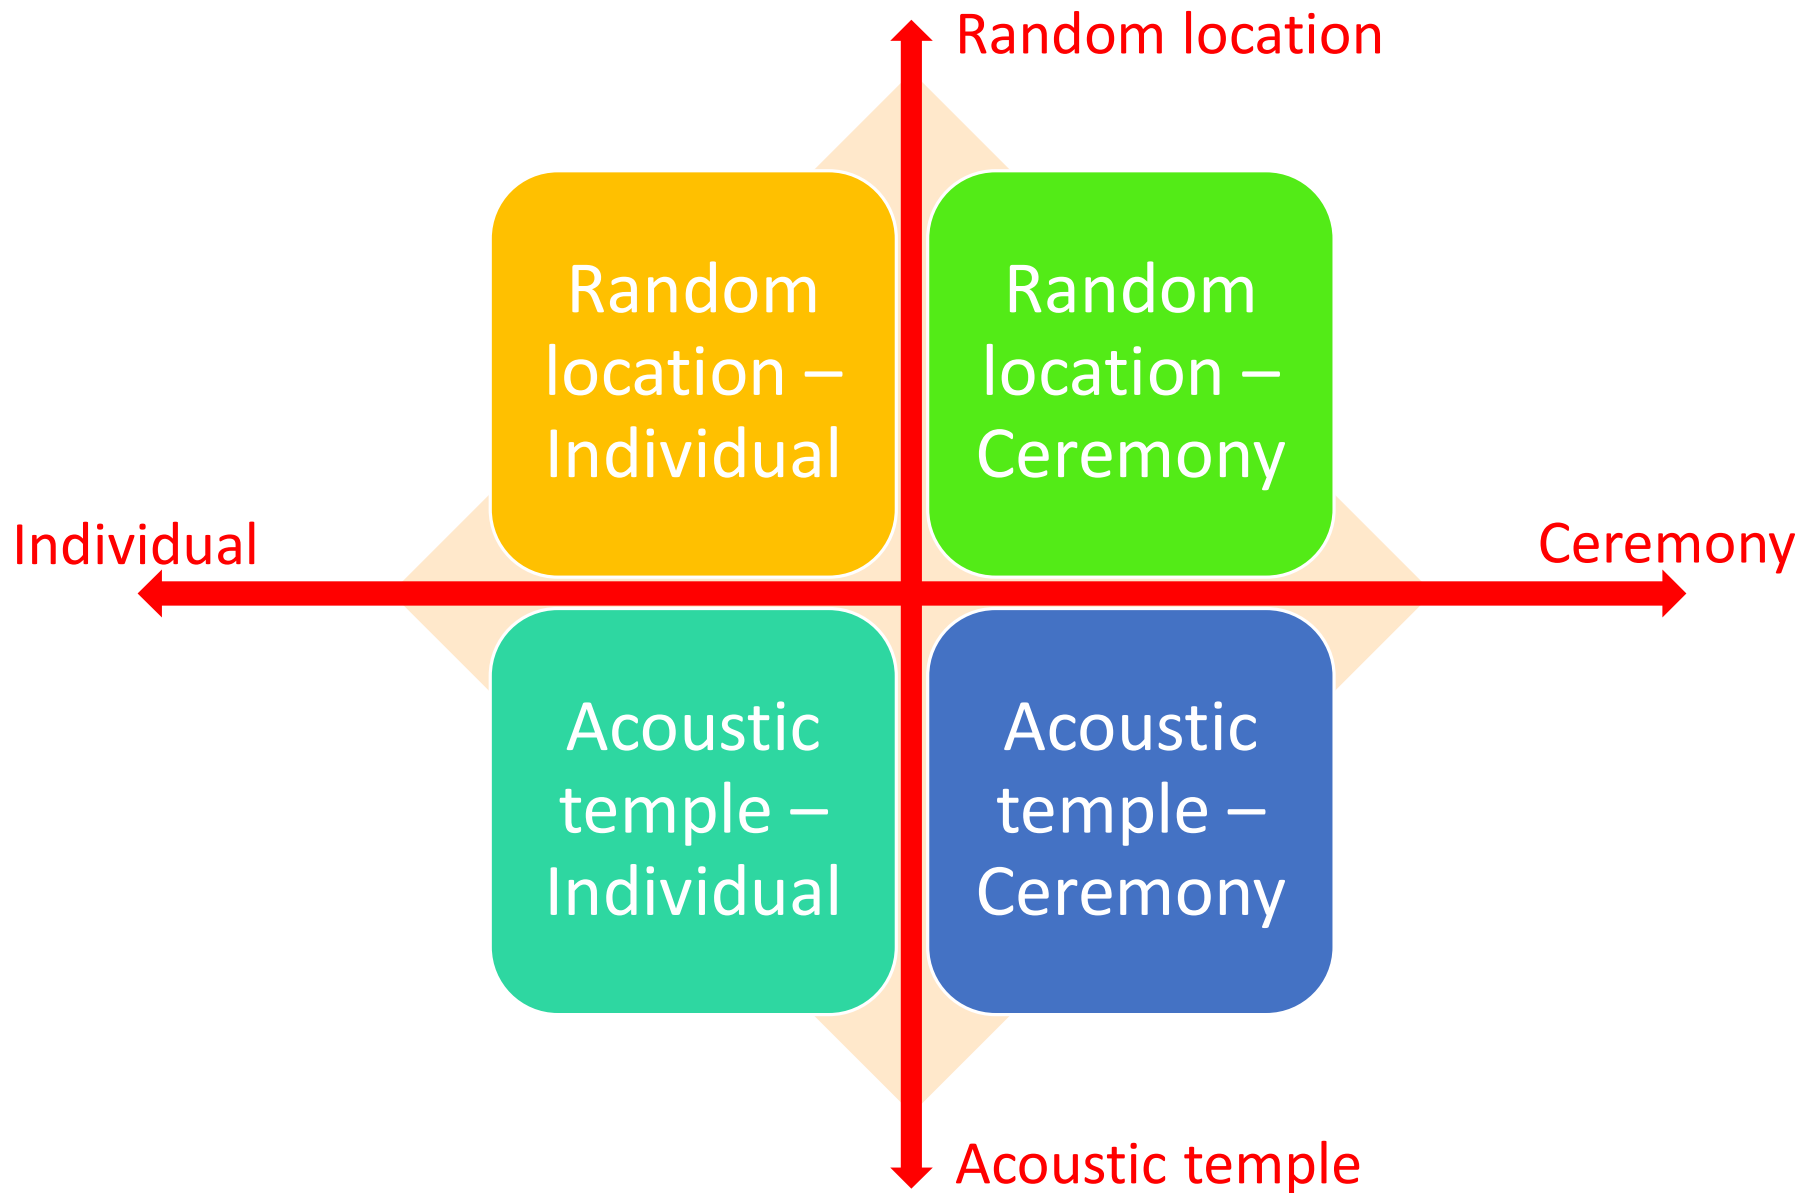 Random location
Random
location –
Individual
Random
location –
Ceremony
Individual
Ceremony
Acoustic
temple –
Individual
Acoustic
temple –
Ceremony
Acoustic temple